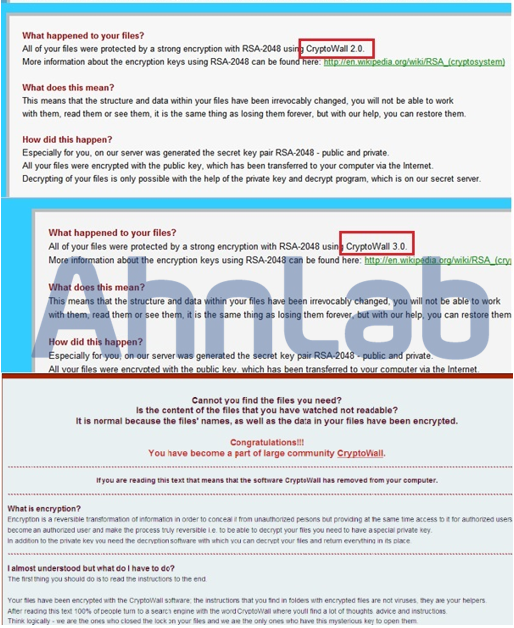 What happened to your files?
All of your files were protected by a strong encryption with RSA-2048 using CryptoWall 2.0.
More information about the encryption keys using RSA-2048 can be found here: http://en.wikipedia.org/wiki/RSA_(cryptosystem)
What does this mean?
This means that the structure and data within your files have been irrevocably changed, you will not be able to work
with them, read them or see them, it is the same thing as losing them forever, but with our help, you can restore them.
How did this happen?
Especially for you, on our server was generated the secret key pair RSA-2048 - public and private.
All your files were encrypted with the public key, which has been transferred to your computer via the Internet.
Decrypting of your files is only possible with the help of the private key and decrypt program, which is on our secret server.
What happened to your files?
All of your files were protected by a strong encryption with RSA-2048 using CryptoWall 3.0.
More information about the encryption keys using RSA-2048 can be found here: http://en.wikipedia.org/wiki/RSA_(cry
AhnLab
What does this mean?
This means that the structure and data within your files have been irrevocably changed, you will not be able to work
with them, read them or see them, it is the same thing as losing them forever, but with our help, you can restore them
How did this happen?
Especially for you, on our server was generated the secret key pair RSA-2048 - public and private.
All your files were encrypted with the public key, which has been transferred to your computer via the Internet.
Cannot you find the files you need?
Is the content of the files that you have watched not readable?
It is normal because the files' names, as well as the data in your files have been encrypted.
Congratulations!!!
You have become a part of large community CryptoWall.
If you are reading this text that means that the software CryptoWall has removed from your computer.
What is encryption?
Encryption is a reversible transformation of information in order to conceal it from unauthorized persons but providing at the same time access to it for authorized users
become an authorized user and make the process truly reversible i.e. to be able to decrypt your files you need to have a special private key.
In addition to the private key you need the decryption software with which you can decrypt your files and return everything in its place.
I almost understood but what do I have to do?
The first thing you should do is to read the instructions to the end.
Your files have been encrypted with the CryptoWall software; the instructions that you find in folders with encrypted files are not viruses, they are your helpers.
After reading this text 100% of people turn to a search engine with the word CryptoWall where youll find a lot of thoughts advice and instructions.
Think logically - we are the ones who closed the lock on your files and we are the only ones who have this mysterious key to open them